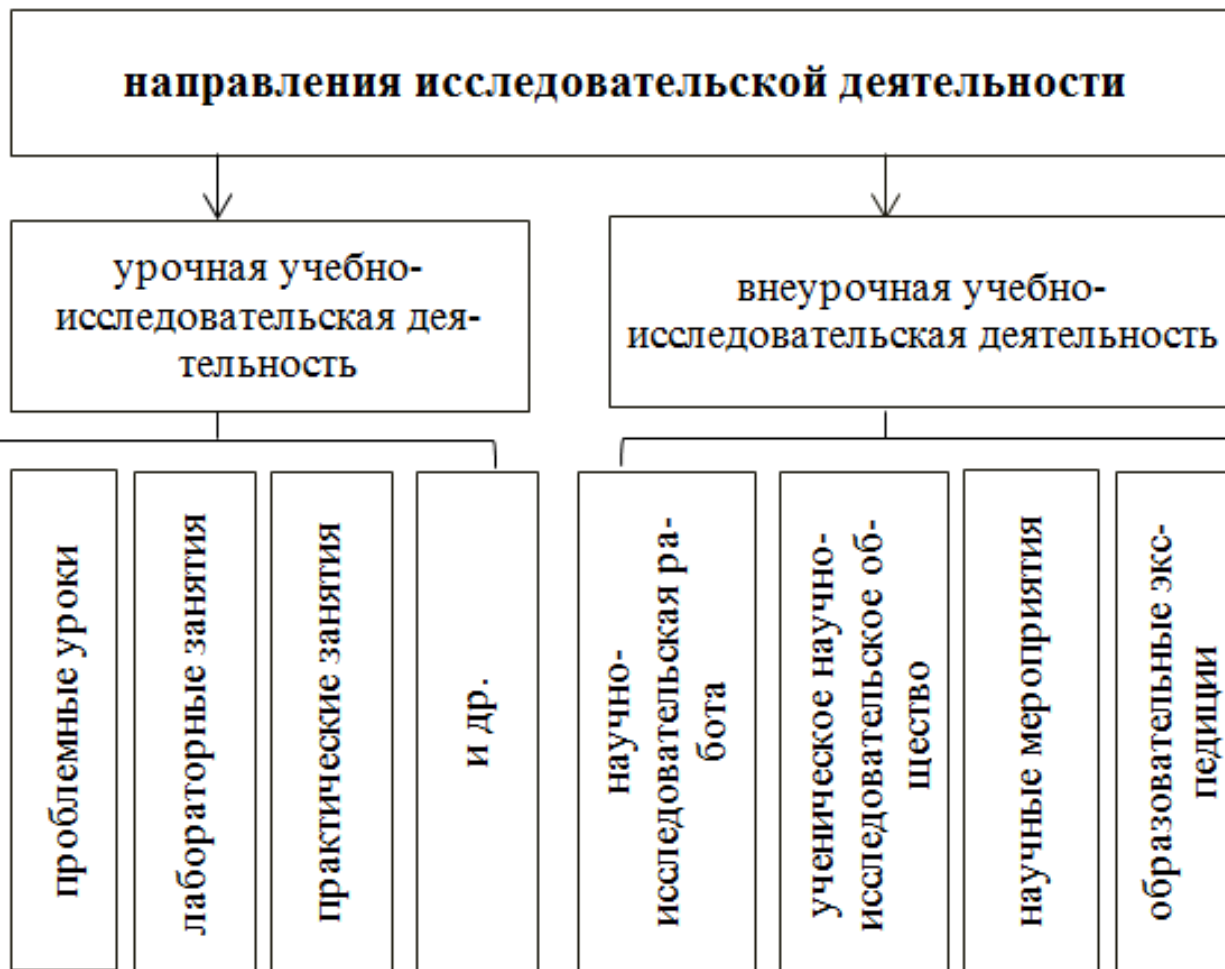 направления исследовательской деятельности
урочная учебно-
исследовательская дея-
тельность
внеурочная учебно-
исследовательская деятельность
проблемные уроки
лабораторные занятия
практические занятия
и др.
научно-
исследовательская ра-
бота
ученическое научно-
исследовательское об-
щество
научные мероприятия
образовательные экс-
педиции